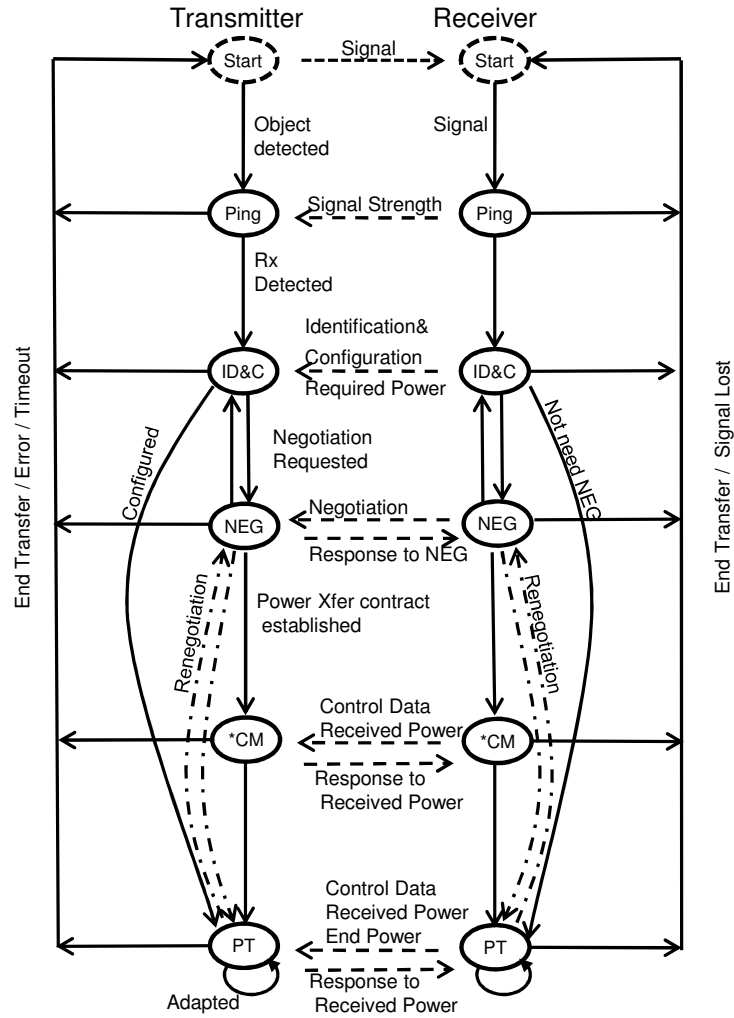 Transmitter
Receiver
Start
Signal
Start
Object
detected
Signal
Ping
Signal Strength
Ping
Rx
Detected
Identification&
Configuration
Required Power
ID&C
ID&C
End Transfer / Error / Timeout
End Transfer / Signal Lost
Configured
Negotiation
Requested
Not need NEG
NEG
Negotiation
Response to NEG
NEG
Renegotiation
Power Xfer contract
established
Renegotiation
Control Data
Received Power
*CM
*CM
Response to
Received Power
Control Data
Received Power
End Power
PT
PT
Adapted
Response to
Received Power